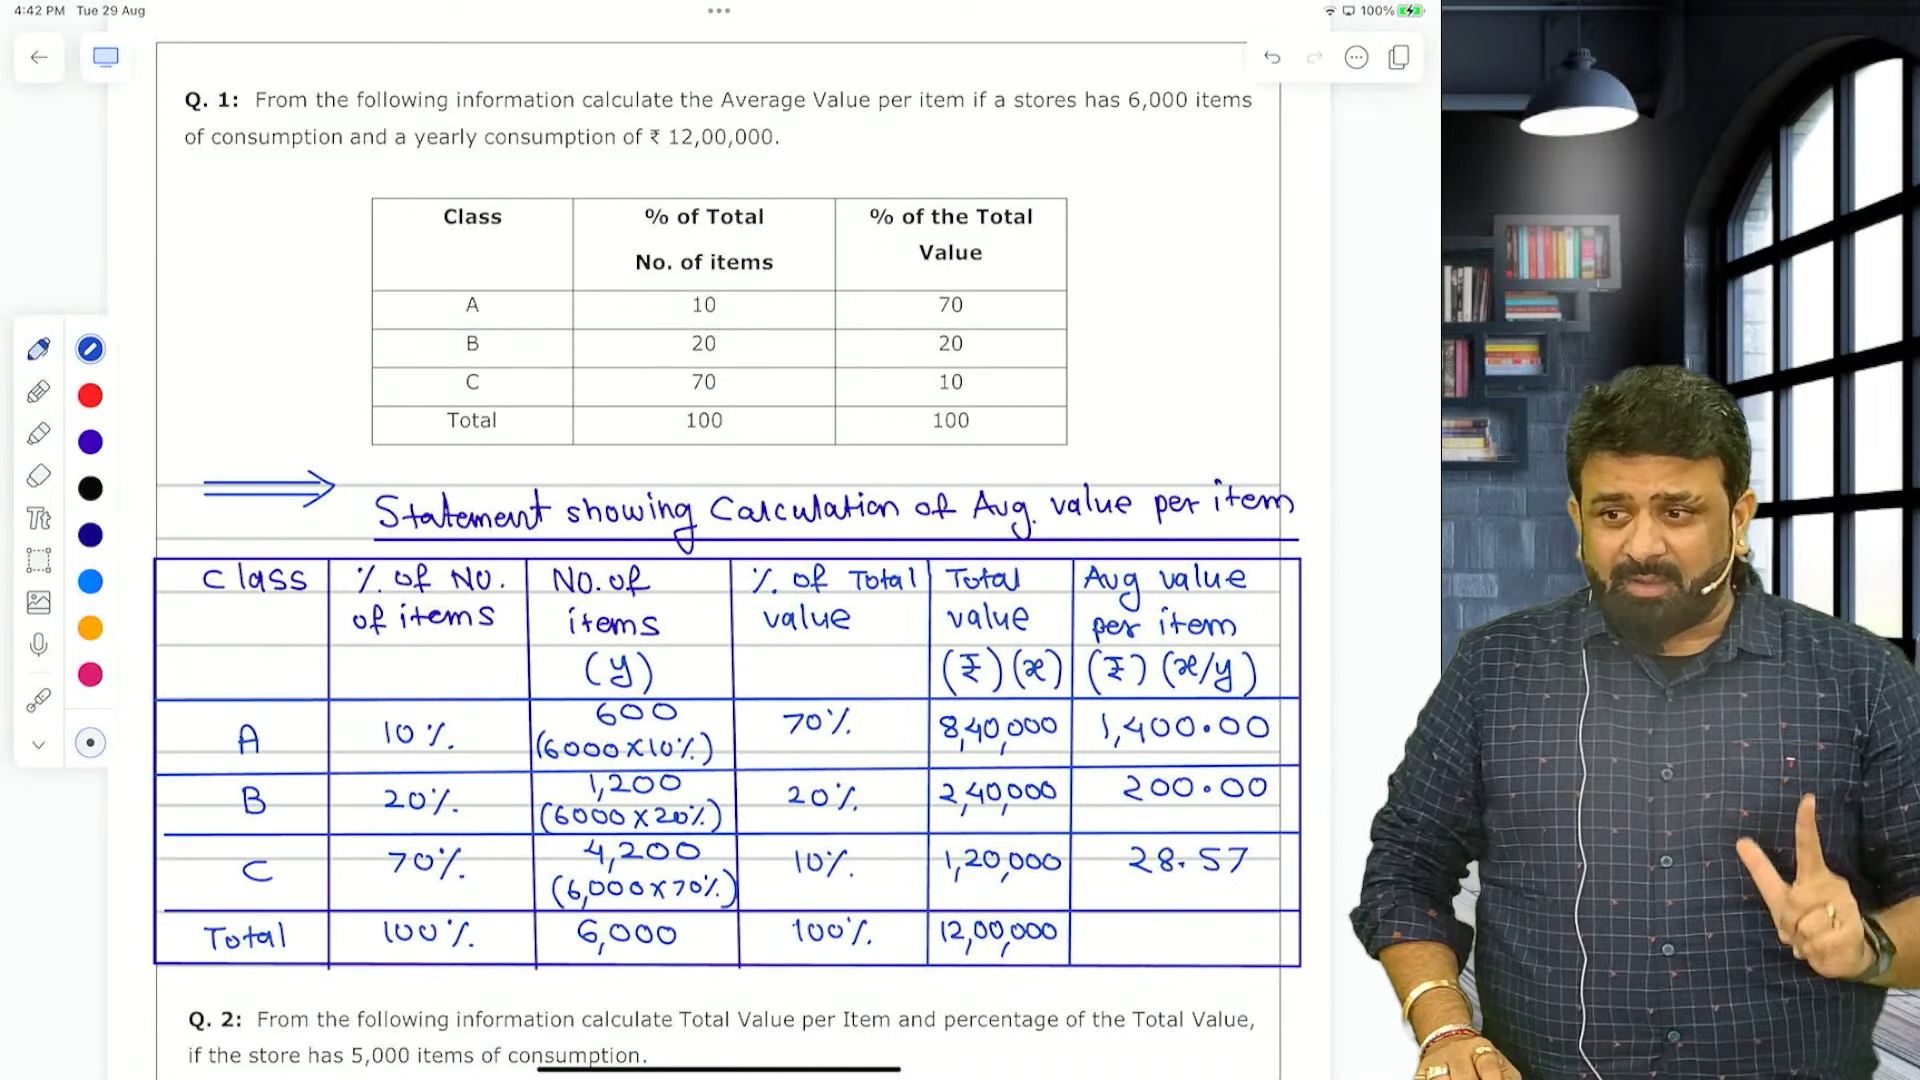 4:42 PM Tue 29 Aug
100%
Q. 1: From the following information calculate the Average Value per item if a stores has 6,000 items
of consumption and a yearly consumption of ₹ 12,00,000.
Class % of Total % of the Total
No. of items Value
A 10 70
B 20 20
C 70 10
Total 100 100
Statement showing Calculation of Avg. value per item
Class % of No. No. of % of Total Total Avg value
of items items value value per item
(y) (₹) (x) (₹) (x/y)
A 10% 600 70% 8,40,000 1,400.00
(6000X10%)
B 20% 1,200 20% 2,40,000 200.00
(6000X20%)
C 70% 4,200 10% 1,20,000 28.57
(6,000X70%)
Total 100% 6,000 100% 12,00,000
Q. 2: From the following information calculate Total Value per Item and percentage of the Total Value,
if the store has 5,000 items of consumption.
Tt